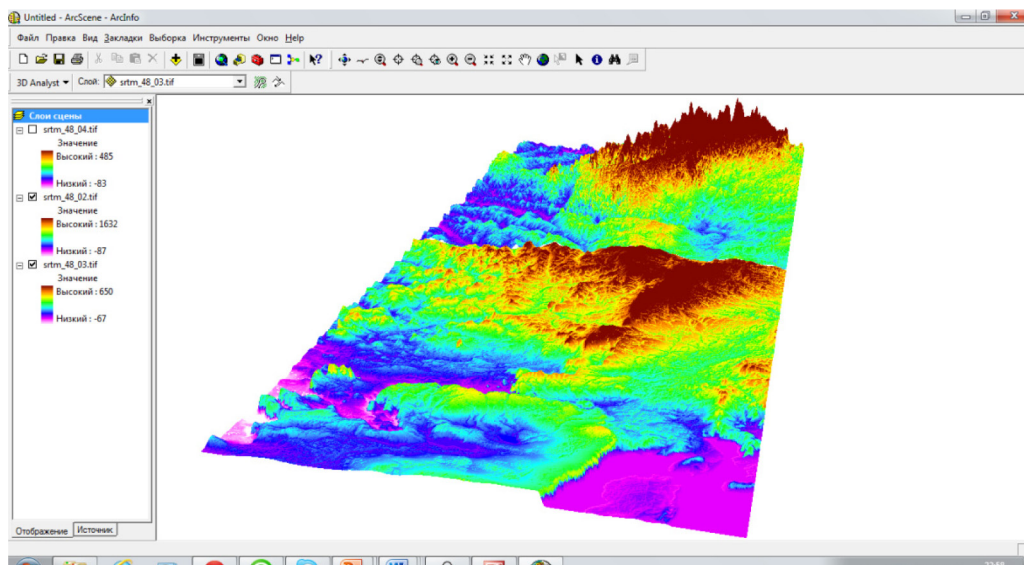 Untitled - ArcScene - ArcInfo
Файл Правка Вид Закладки Выборка Инструменты Окно Help
3D Analyst Слой: srtm_48_03.tif
Слои сцены
srtm_48_04.tif
Значение
Высокий : 485
Низкий : -83
srtm_48_02.tif
Значение
Высокий : 1632
Низкий : -87
srtm_48_03.tif
Значение
Высокий : 650
Низкий : -67
Отображение Источник